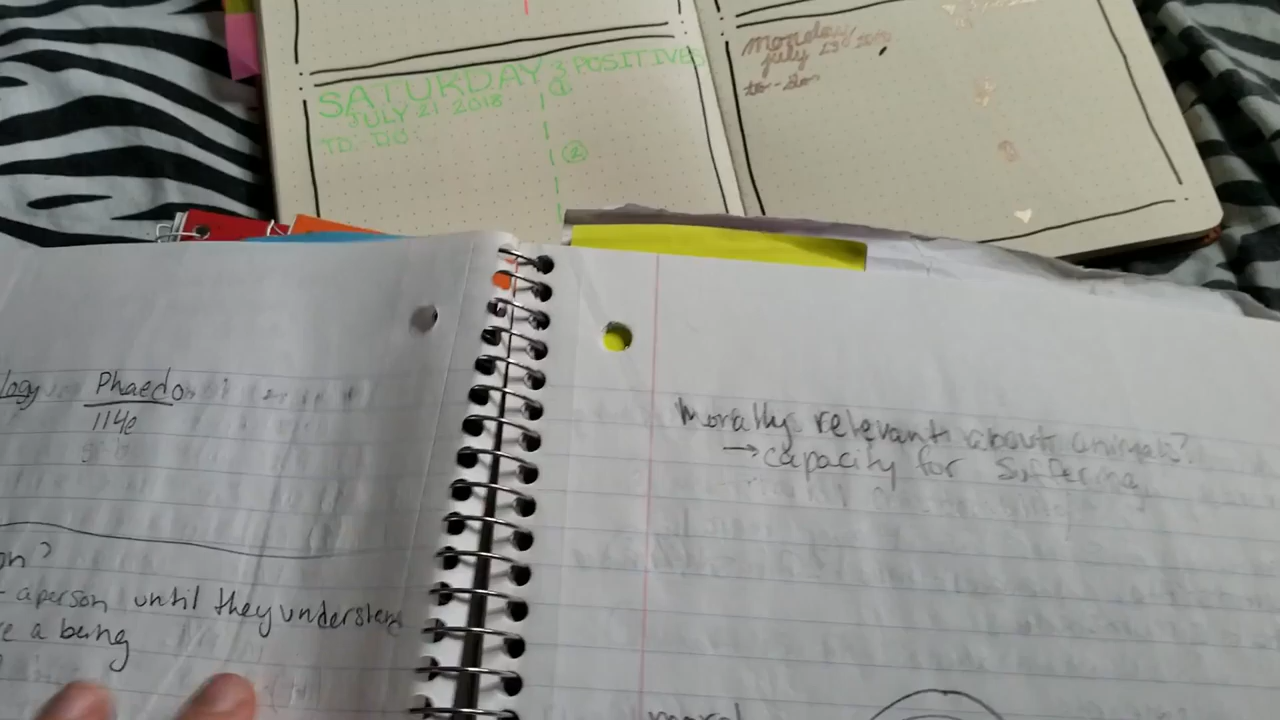 SATURDAY 3 POSITIVES
JULY 21 2018 ①
TO: DO
②
monday
july 23
to-do
logy Phaedo
114e
on?
a person until they understand
e a being
Morally relevant about animals?
→ capacity for suffering
moral